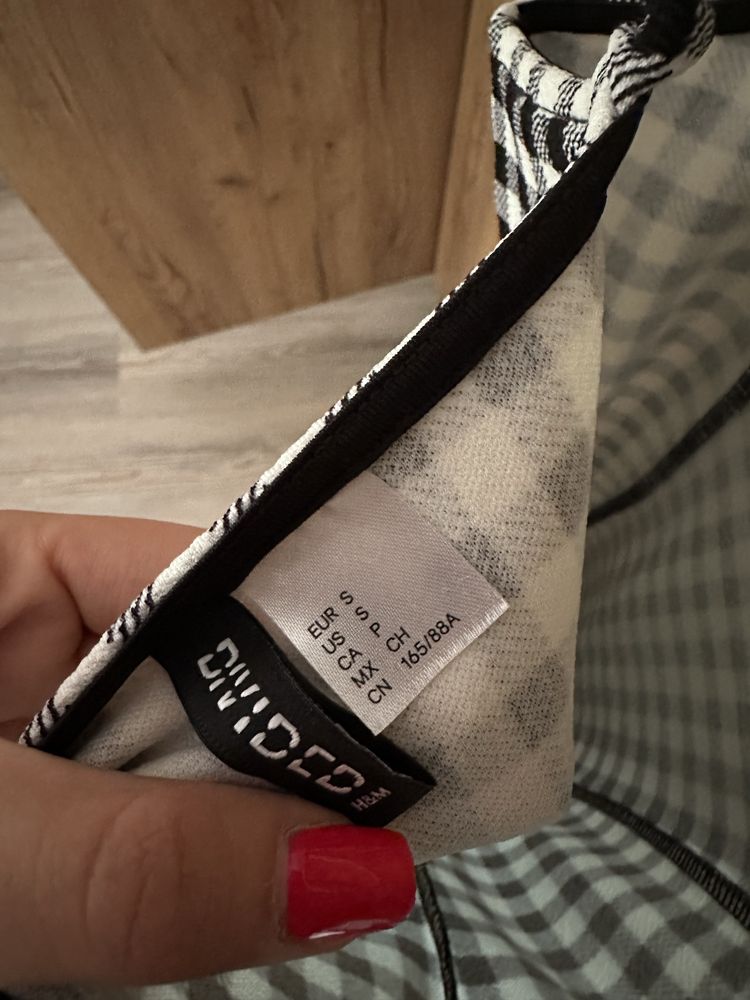 EUR S
US S
CA P
MX CH
CN 165/88A
DIVIDED
H&M